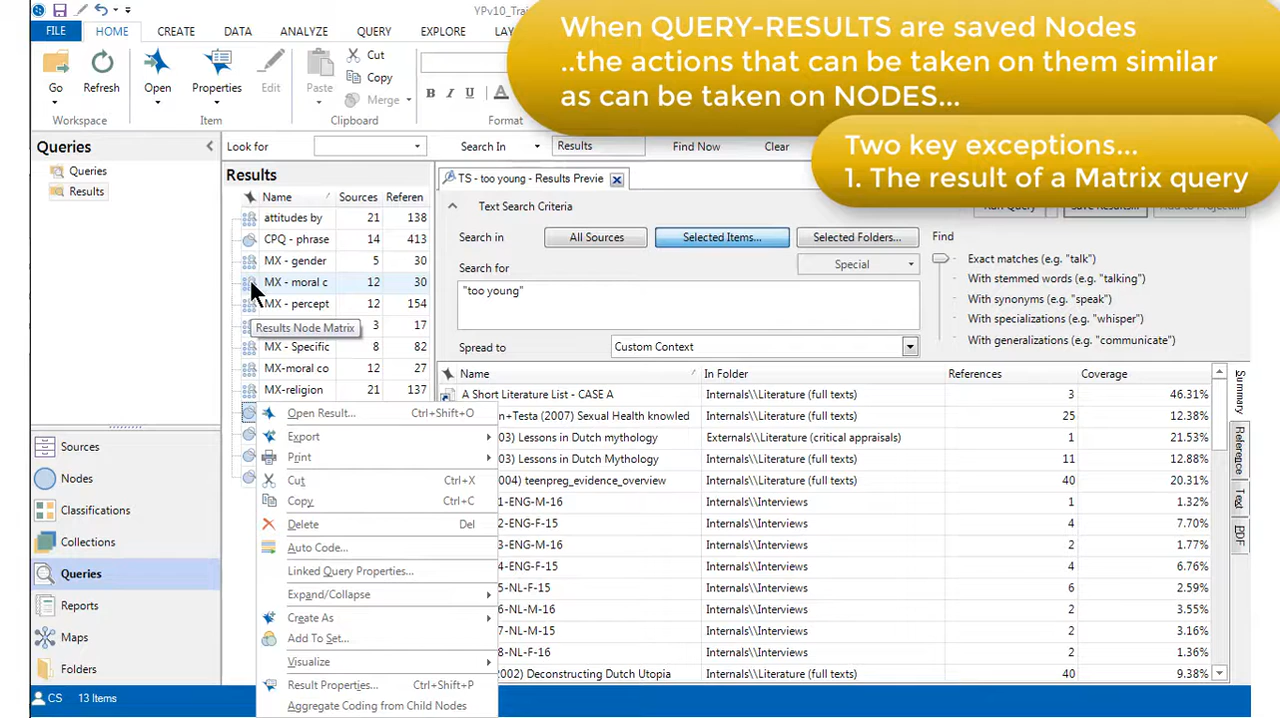 YPv10_Trai
When QUERY-RESULTS are saved Nodes
..the actions that can be taken on them similar
as can be taken on NODES...
Two key exceptions...
1. The result of a Matrix query
FILE HOME CREATE DATA ANALYZE QUERY EXPLORE LA
Go Refresh Open Properties Edit Paste Cut
Copy
Merge
B I U A
Workspace Item Clipboard Format
Queries
Queries
Results
Look for Search In Results Find Now Clear
Results
Name Sources Referen
attitudes by 21 138
CPQ - phrase 14 413
MX - gender 5 30
MX - moral c 12 30
MX - percept 12 154
Results Node Matrix 3 17
MX - Specific 8 82
MX-moral co 12 27
MX-religion 21 137
Open Result... Ctrl+Shift+O
Export
Print
Cut Ctrl+X
Copy Ctrl+C
Delete Del
Auto Code...
Linked Query Properties...
Expand/Collapse
Create As
Add To Set...
Visualize
Result Properties... Ctrl+Shift+P
Aggregate Coding from Child Nodes
TS - too young - Results Previe
Text Search Criteria
Run Query Save Results... Add to Project...
Search in All Sources Selected Items... Selected Folders... Find
Search for Special
"too young"
Exact matches (e.g. "talk")
With stemmed words (e.g. "talking)
With synonyms (e.g. "speak")
With specializations (e.g. "whisper")
With generalizations (e.g. "communicate")
Spread to Custom Context
Name In Folder References Coverage
A Short Literature List - CASE A Internals\\Literature (full texts) 3 46.31%
n+Testa (2007) Sexual Health knowled Internals\\Literature (full texts) 25 12.38%
03) Lessons in Dutch mythology Externals\\Literature (critical appraisals) 1 21.53%
03) Lessons in Dutch Mythology Internals\\Literature (full texts) 11 12.88%
004) teenpreg_evidence_overview Internals\\Literature (full texts) 40 20.31%
1-ENG-M-16 Internals\\Interviews 1 1.32%
2-ENG-F-15 Internals\\Interviews 4 7.70%
3-ENG-M-16 Internals\\Interviews 2 1.77%
4-ENG-F-15 Internals\\Interviews 4 6.76%
5-NL-F-15 Internals\\Interviews 6 2.59%
6-NL-M-16 Internals\\Interviews 2 3.55%
7-NL-M-15 Internals\\Interviews 2 3.16%
8-NL-F-16 Internals\\Interviews 2 1.36%
2002) Deconstructing Dutch Utopia Internals\\Literature (full texts) 40 9.38%
Summary
Reference
Text
PDF
Sources
Nodes
Classifications
Collections
Queries
Reports
Maps
Folders
CS 13 Items